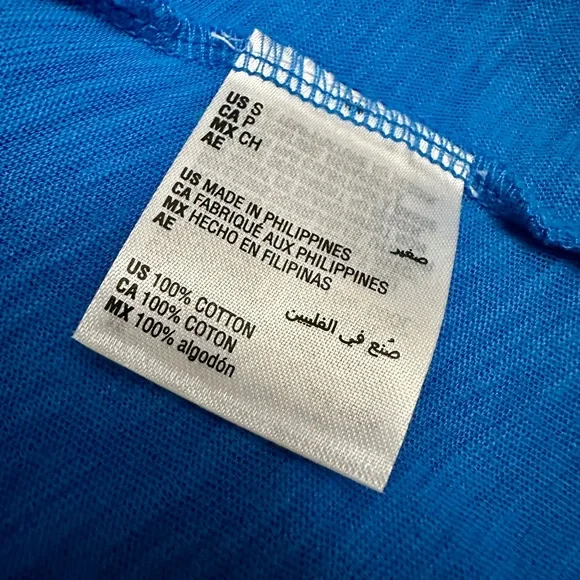 US S
CA P
MX CH
AE صغير
US MADE IN PHILIPPINES
CA FABRIQUÉ AUX PHILIPPINES
MX HECHO EN FILIPINAS
AE صُنع في الفلبين
US 100% COTTON
CA 100% COTON
MX 100% algodón